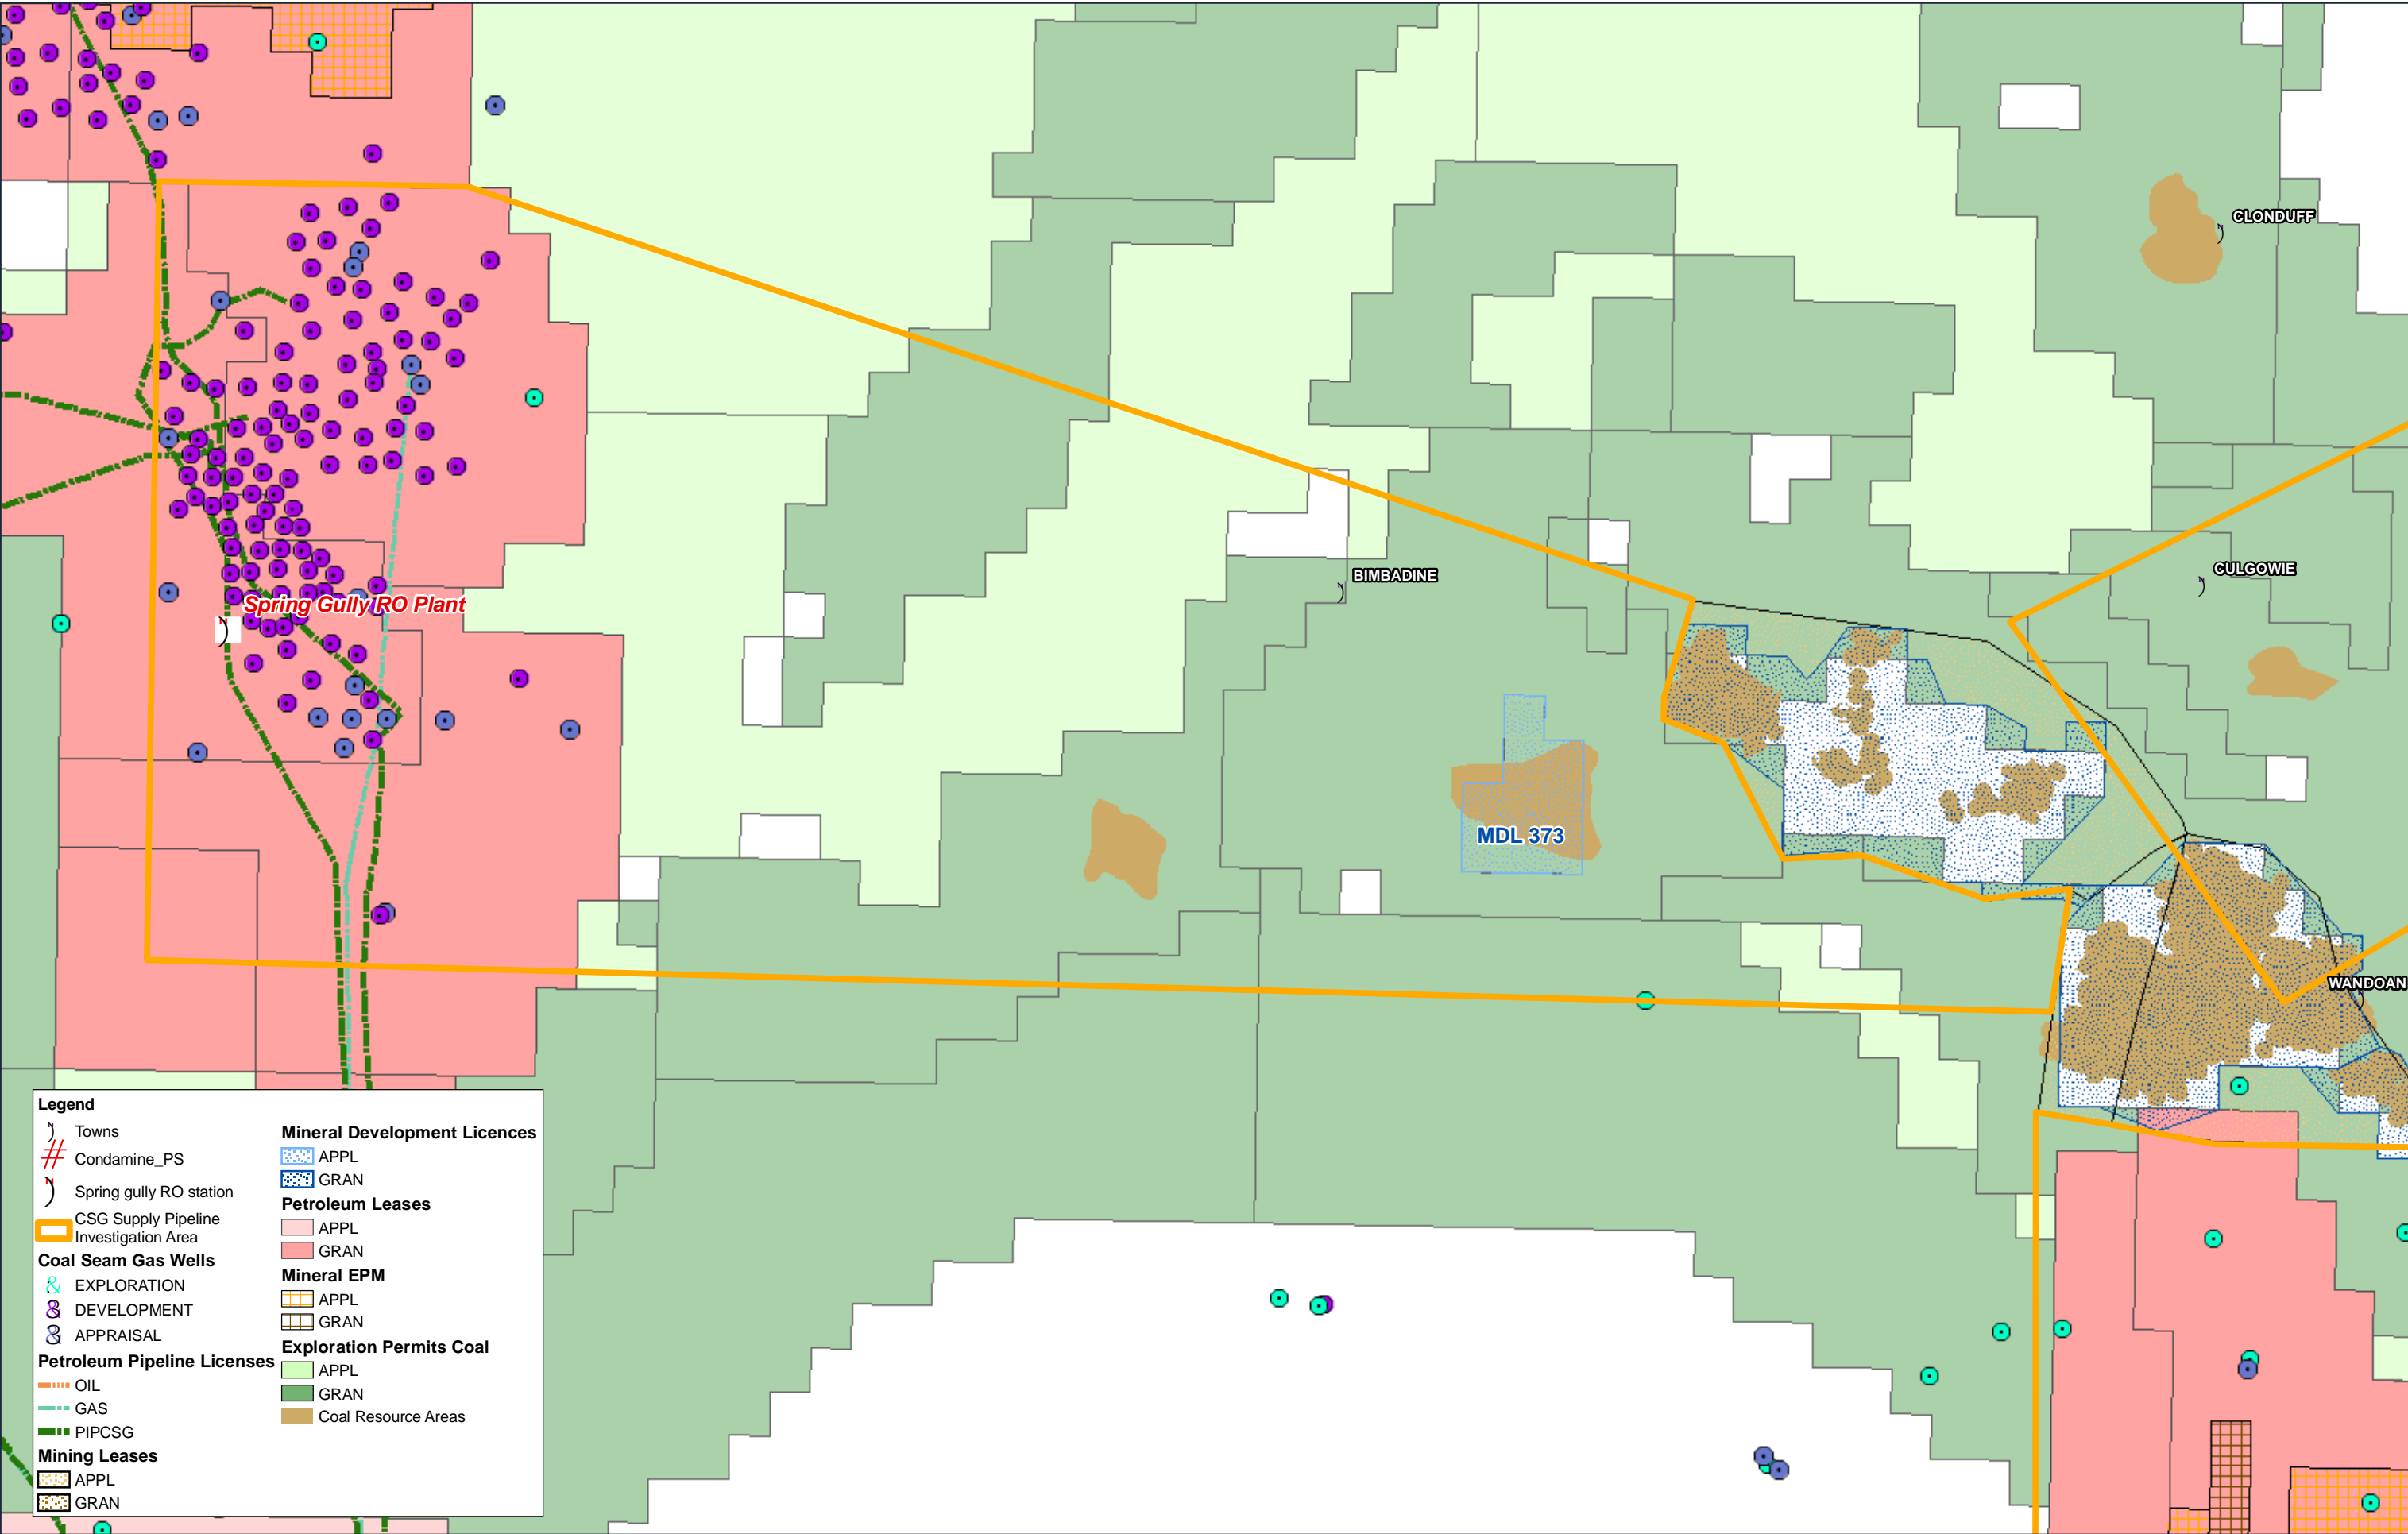 CLONDUFF
BIMBADINE
CULGOWIE
Spring Gully RO Plant
MDL 373
WANDOAN
Legend
Towns
Condamine_PS
Spring gully RO station
CSG Supply Pipeline
Investigation Area
Coal Seam Gas Wells
& EXPLORATION
& DEVELOPMENT
& APPRAISAL
Petroleum Pipeline Licenses
OIL
GAS
PIPCSG
Mining Leases
APPL
GRAN
Mineral Development Licences
APPL
GRAN
Petroleum Leases
APPL
GRAN
Mineral EPM
APPL
GRAN
Exploration Permits Coal
APPL
GRAN
Coal Resource Areas